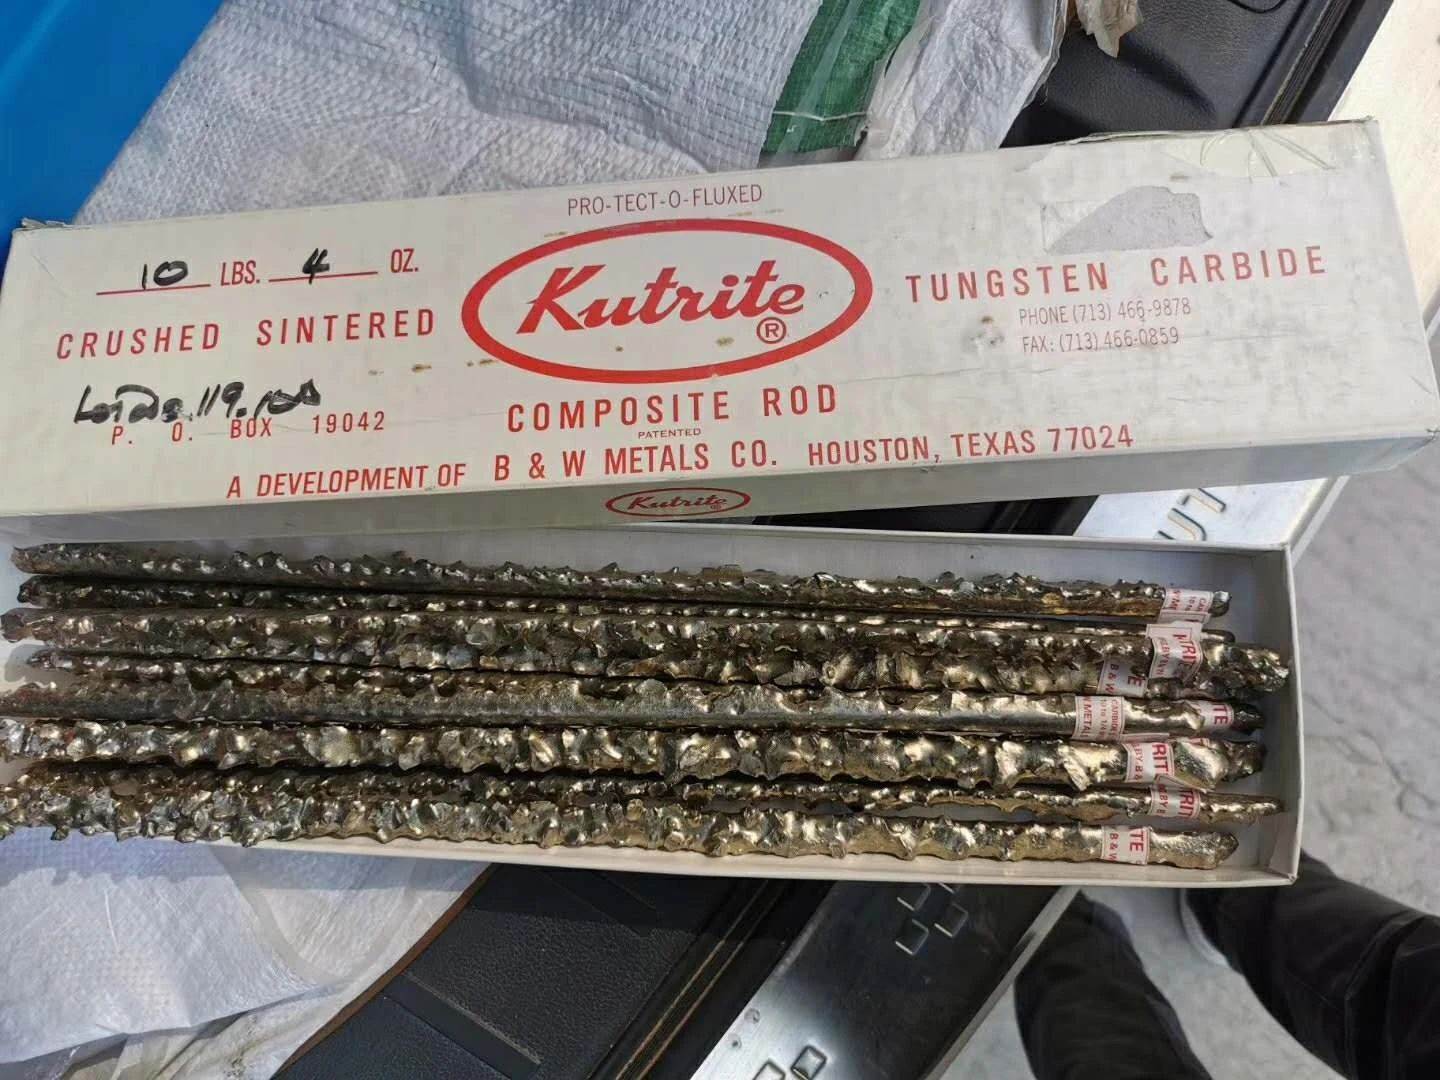 PRO-TECT-O-FLUXED
10 LBS. 4 OZ.
Kutrite ®
TUNGSTEN CARBIDE
PHONE (713) 466-9878
FAX: (713) 466-0859
CRUSHED SINTERED
P. O. BOX 19042
COMPOSITE ROD
PATENTED
A DEVELOPMENT OF B & W METALS CO. HOUSTON, TEXAS 77024
Kutrite